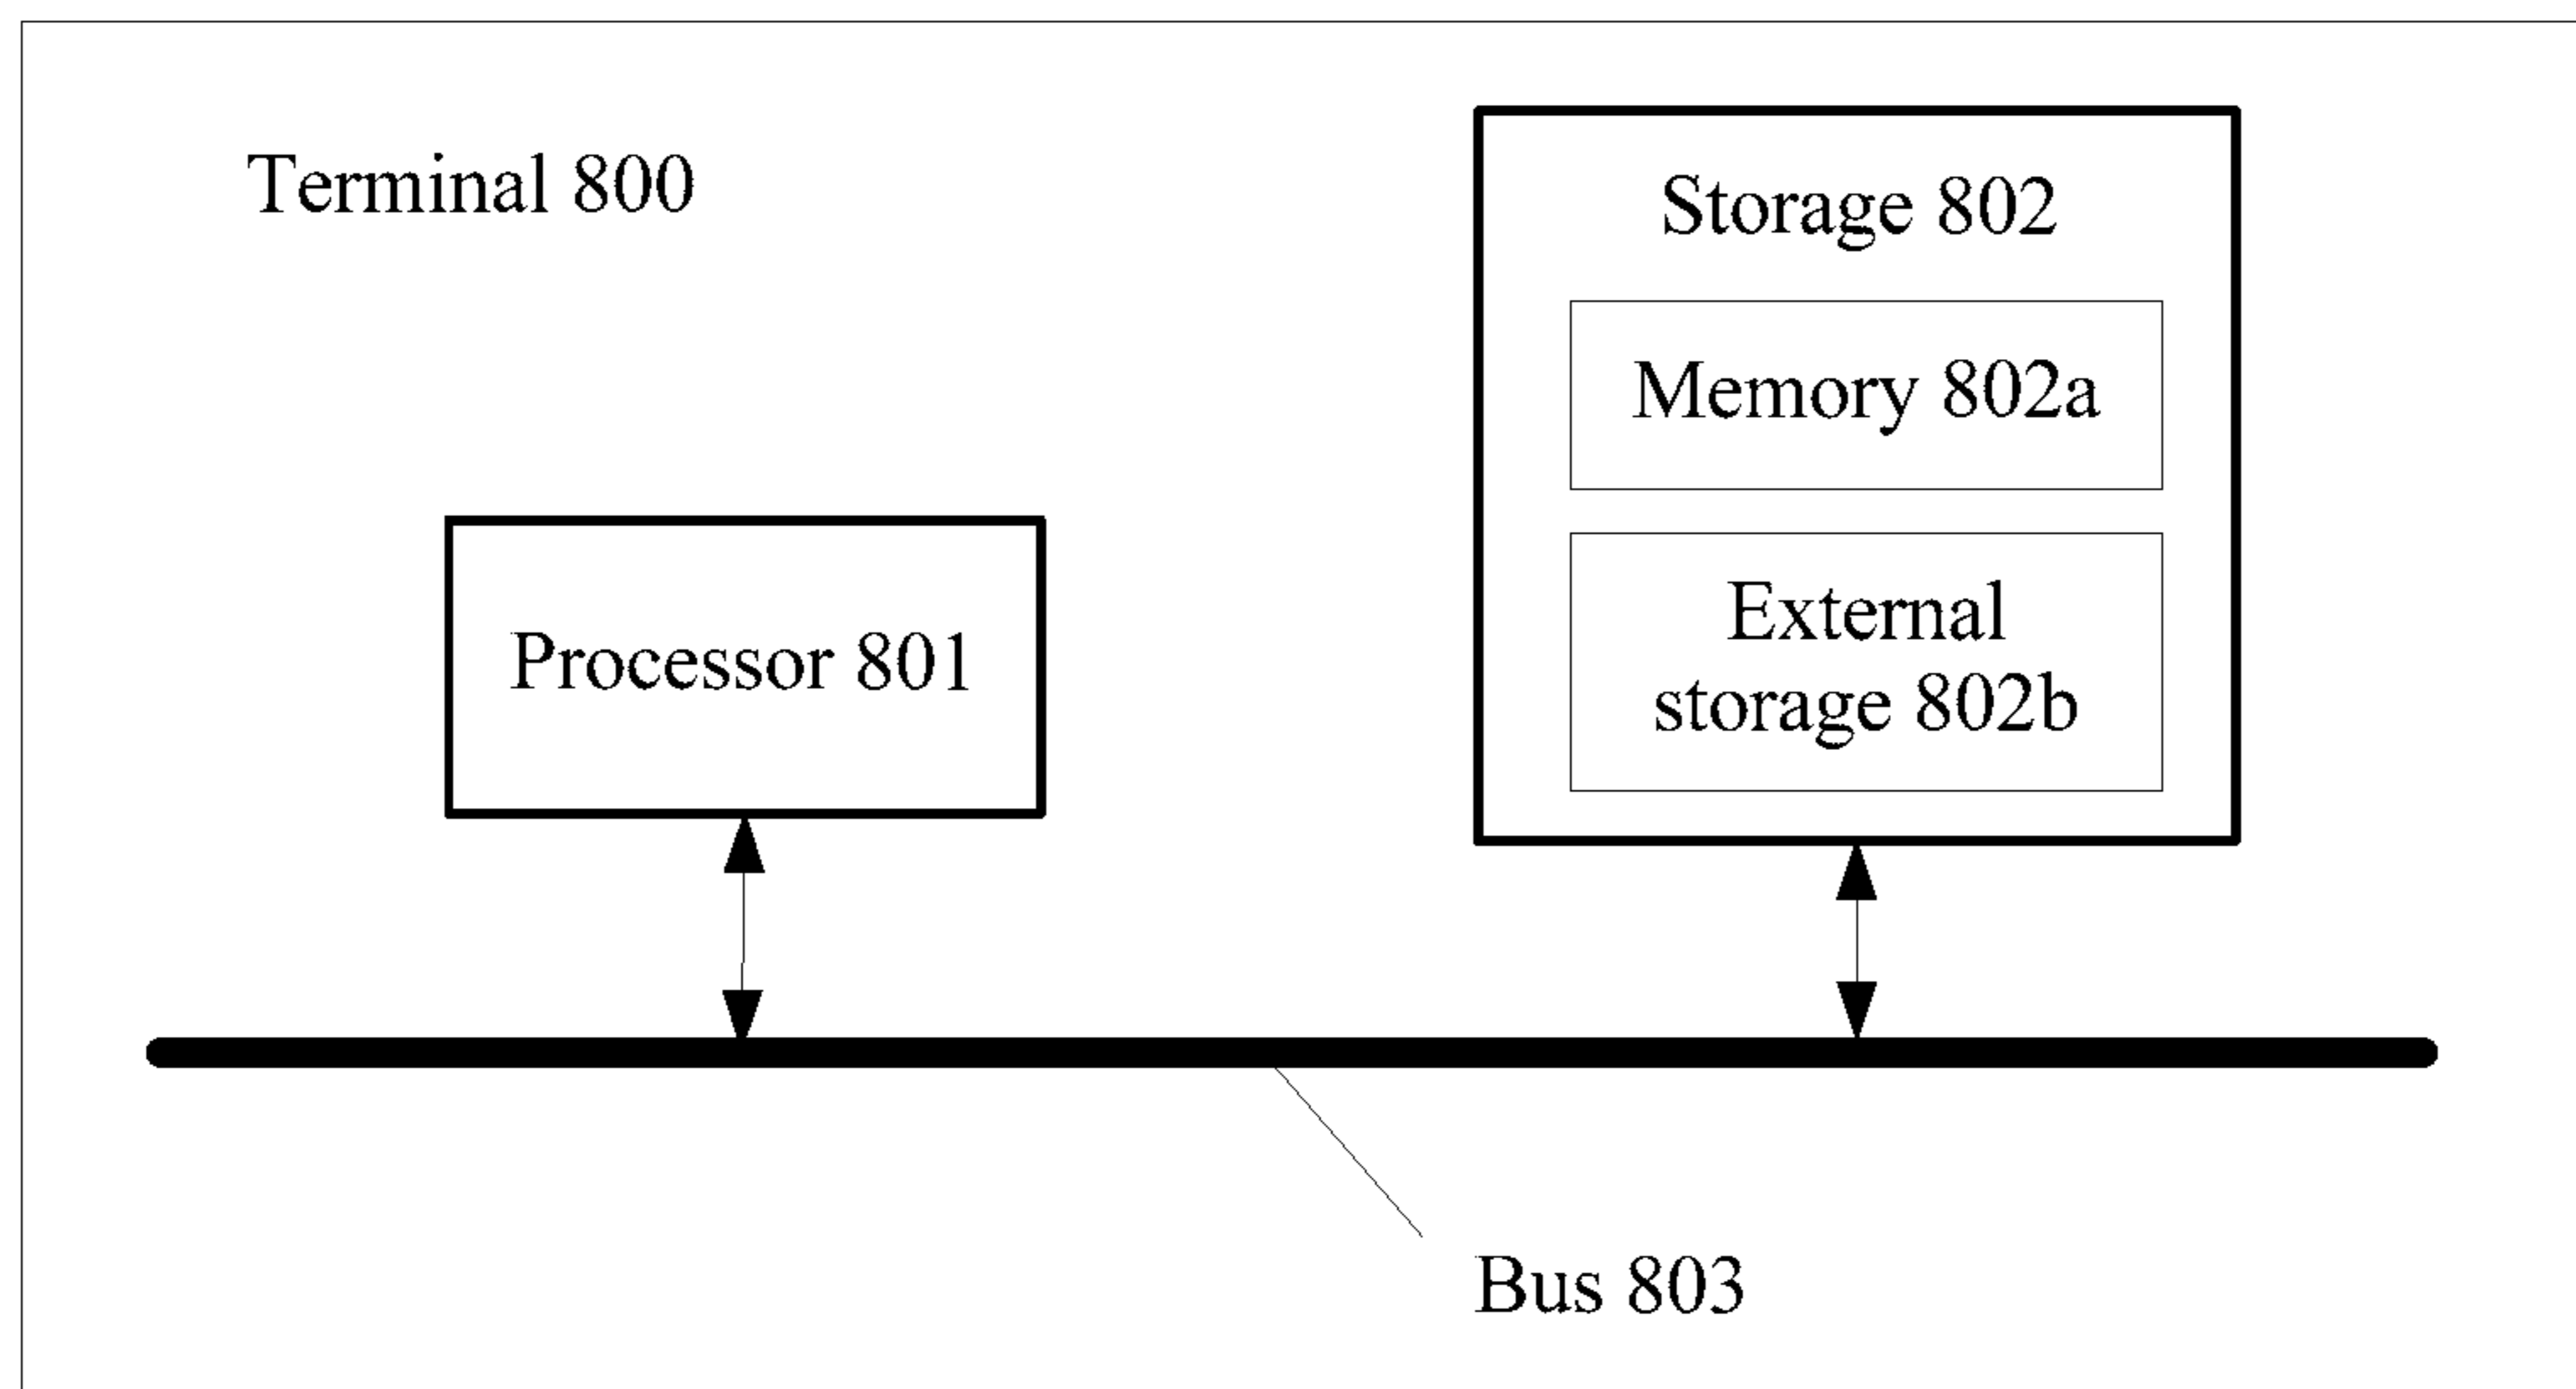 Terminal 800
Storage 802
Memory 802a
External
storage 802b
Processor 801
Bus 803